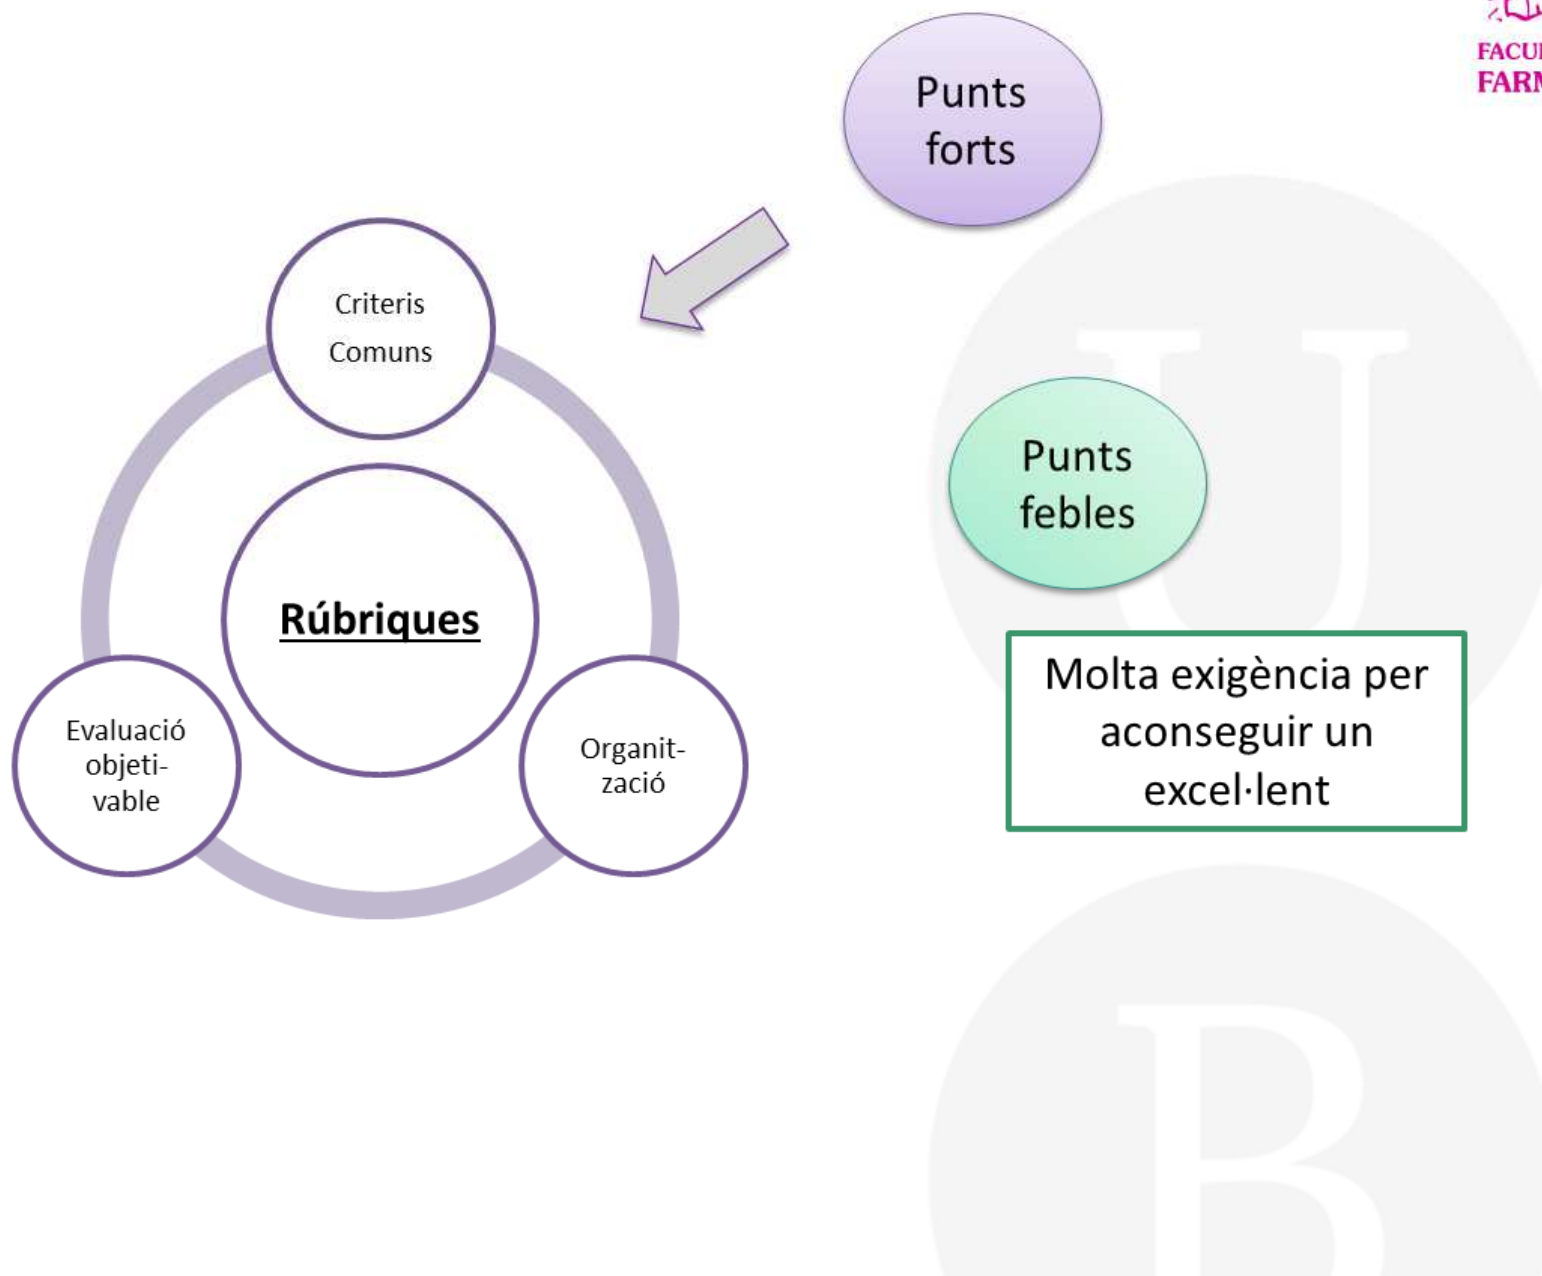 Punts
forts
Criteris
Comuns
Rúbriques
Evaluació
objeti-
vable
Organit-
zació
Punts
febles
Molta exigència per
aconseguir un
excel·lent
U
B